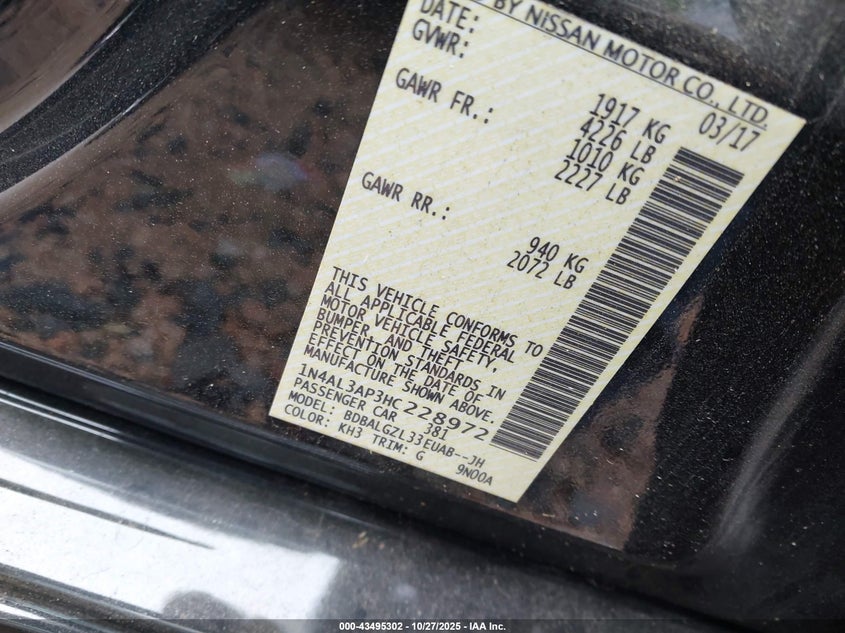 BY NISSAN MOTOR CO., LTD.
DATE: 03/17
GVWR: 1917 KG
4226 LB
GAWR FR.: 1010 KG
2227 LB
GAWR RR.: 940 KG
2072 LB
THIS VEHICLE CONFORMS TO
ALL APPLICABLE FEDERAL
MOTOR VEHICLE SAFETY,
BUMPER, AND THEFT
PREVENTION STANDARDS IN
EFFECT ON THE DATE OF
MANUFACTURE SHOWN ABOVE.
1N4AL3AP3HC228972
PASSENGER CAR 381
MODEL: BDBALGZL33EUAB--JH
COLOR: KH3 TRIM: G 9N00A
000-43495302 - 10/27/2025 - IAA Inc.